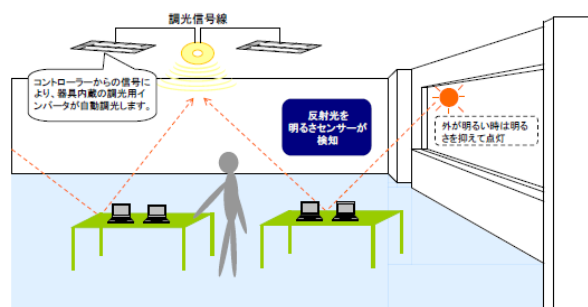 調光信号線
コントローラーからの信号に
より、器具内蔵の調光用イ
ンバータが自動調光します。
反射光を
明るさセンサーが
検知
外が明るい時は明る
さを抑えて点灯